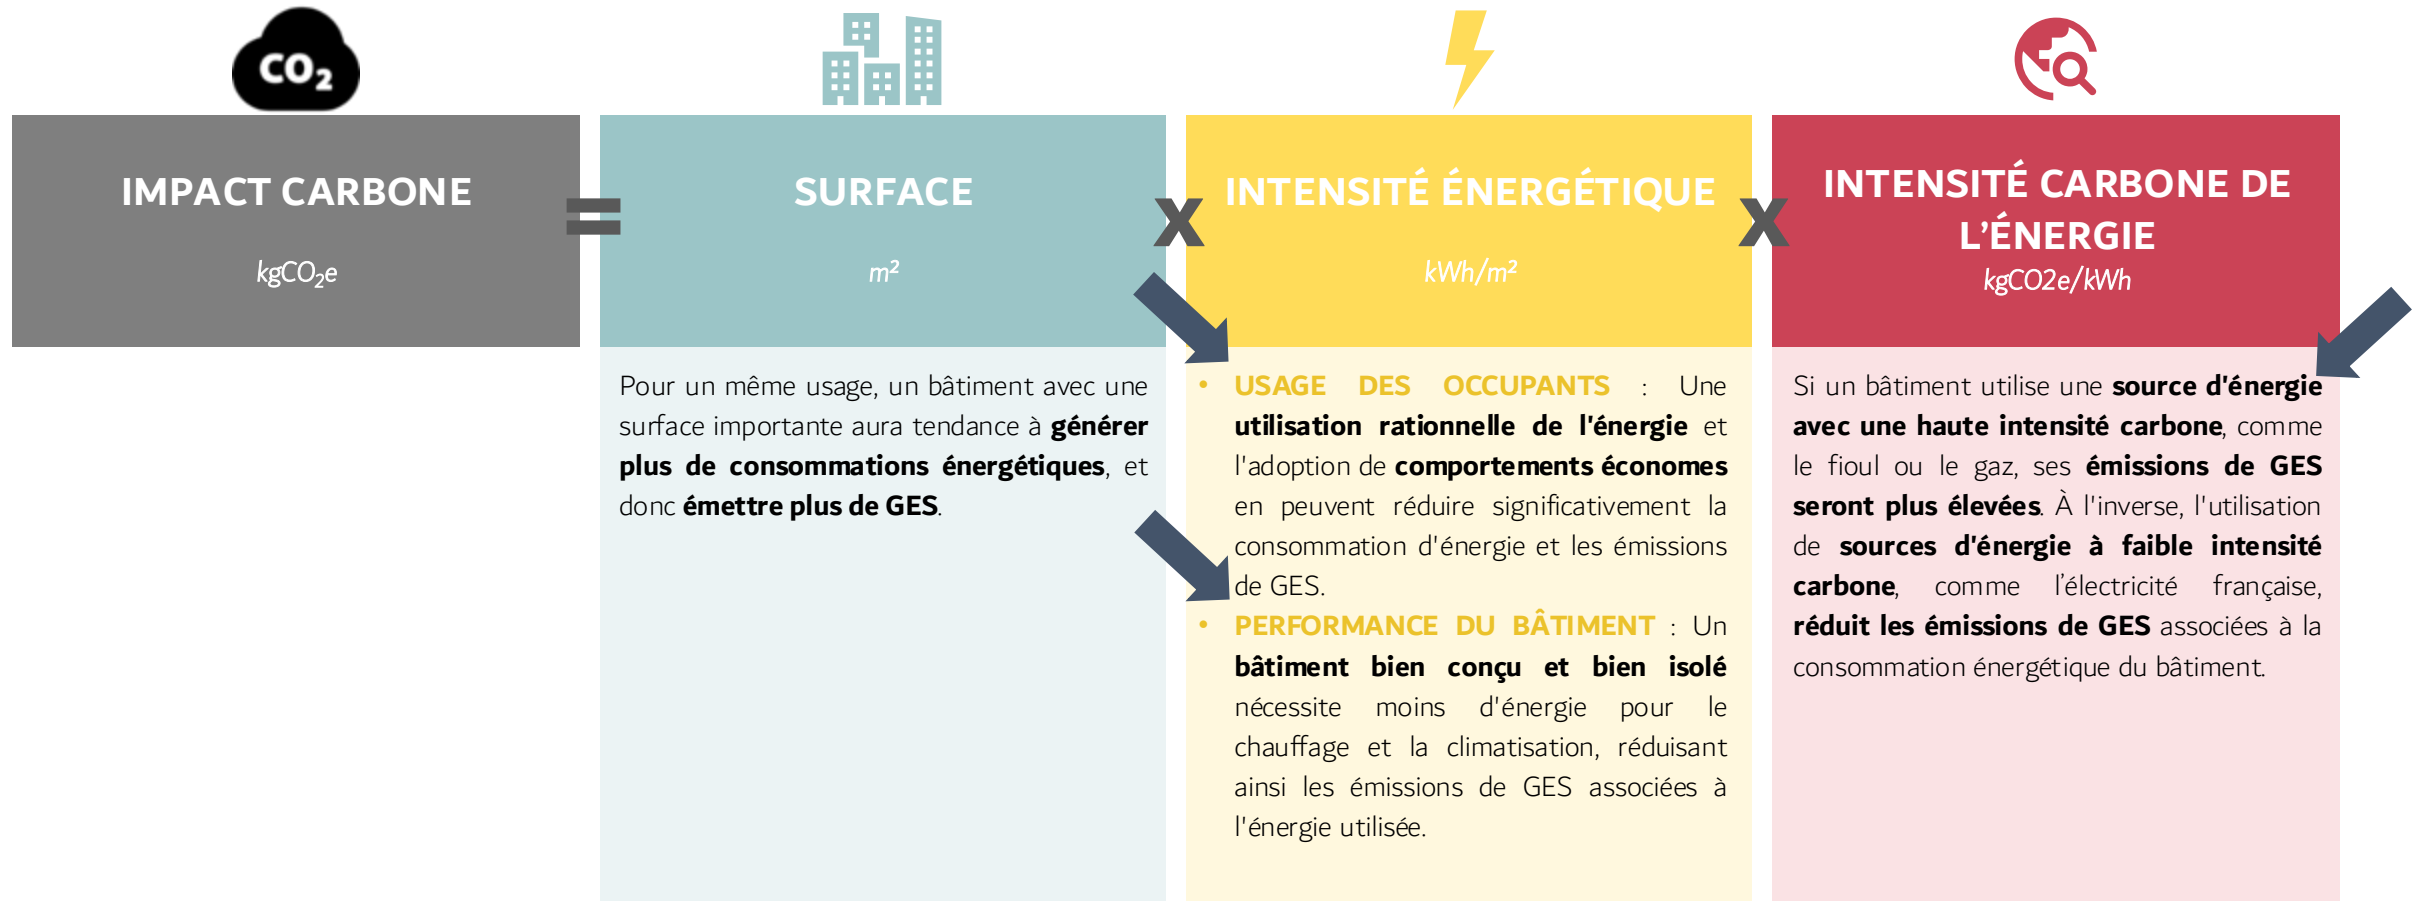 CO₂
IMPACT CARBONE
kgCO₂e
=
SURFACE
m²
x
INTENSITÉ ÉNERGÉTIQUE
kWh/m²
x
INTENSITÉ CARBONE DE
L’ÉNERGIE
kgCO2e/kWh
Pour un même usage, un bâtiment avec une
surface importante aura tendance à générer
plus de consommations énergétiques, et
donc émettre plus de GES.
• USAGE DES OCCUPANTS : Une
utilisation rationnelle de l'énergie et
l'adoption de comportements économes
en peuvent réduire significativement la
consommation d'énergie et les émissions
de GES.
• PERFORMANCE DU BÂTIMENT : Un
bâtiment bien conçu et bien isolé
nécessite moins d'énergie pour le
chauffage et la climatisation, réduisant
ainsi les émissions de GES associées à
l'énergie utilisée.
Si un bâtiment utilise une source d'énergie
avec une haute intensité carbone, comme
le fioul ou le gaz, ses émissions de GES
seront plus élevées. À l'inverse, l'utilisation
de sources d'énergie à faible intensité
carbone, comme l’électricité française,
réduit les émissions de GES associées à la
consommation énergétique du bâtiment.